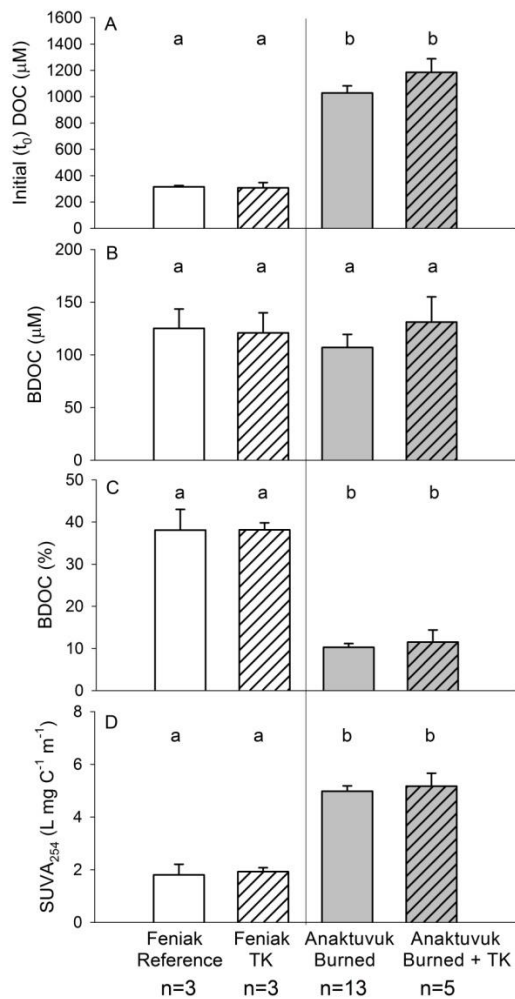 A
a a b b
Initial (t₀) DOC (μM)
1600
1400
1200
1000
800
600
400
200
0
B
a a a a
BDOC (μM)
200
150
100
50
0
C
a a b b
BDOC (%)
50
40
30
20
10
0
D
a a b b
SUVA₂₅₄ (L mg C⁻¹ m⁻¹)
8
6
4
2
0
Feniak Feniak Anaktuvuk Anaktuvuk
Reference TK Burned Burned + TK
n=3 n=3 n=13 n=5